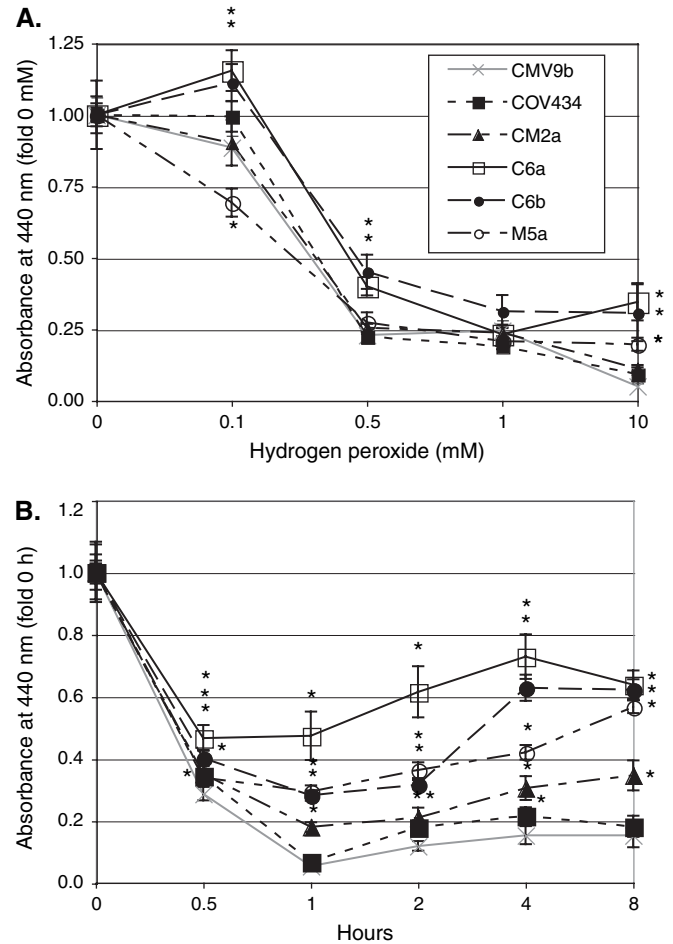 A.
* *
1.25
1.00
0.75
0.50
0.25
0.00
Absorbance at 440 nm (fold 0 mM)
CMV9b
COV434
CM2a
C6a
C6b
M5a
*
* *
* *
*
0 0.1 0.5 1 10
Hydrogen peroxide (mM)
B.
1.2
1.0
0.8
0.6
0.4
0.2
0.0
Absorbance at 440 nm (fold 0 h)
* * *
*
*
*
* *
*
*
* *
* *
* *
*
*
*
* * *
*
0 0.5 1 2 4 8
Hours